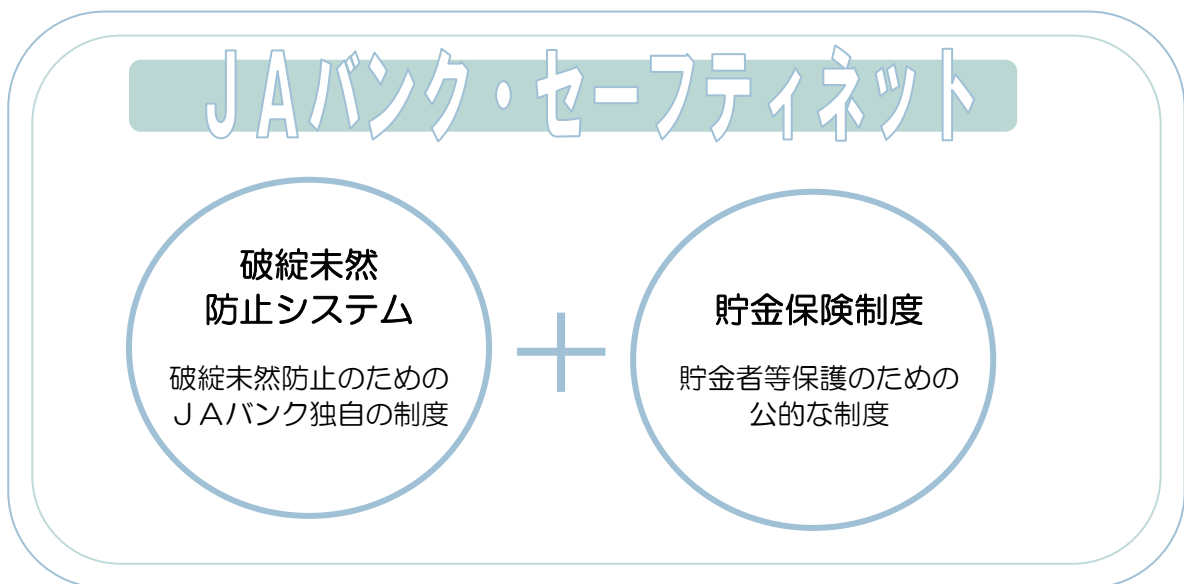 JAバンク・セーフティネット
破綻未然
防止システム
破綻未然防止のための
JAバンク独自の制度
+
貯金保険制度
貯金者等保護のための
公的な制度